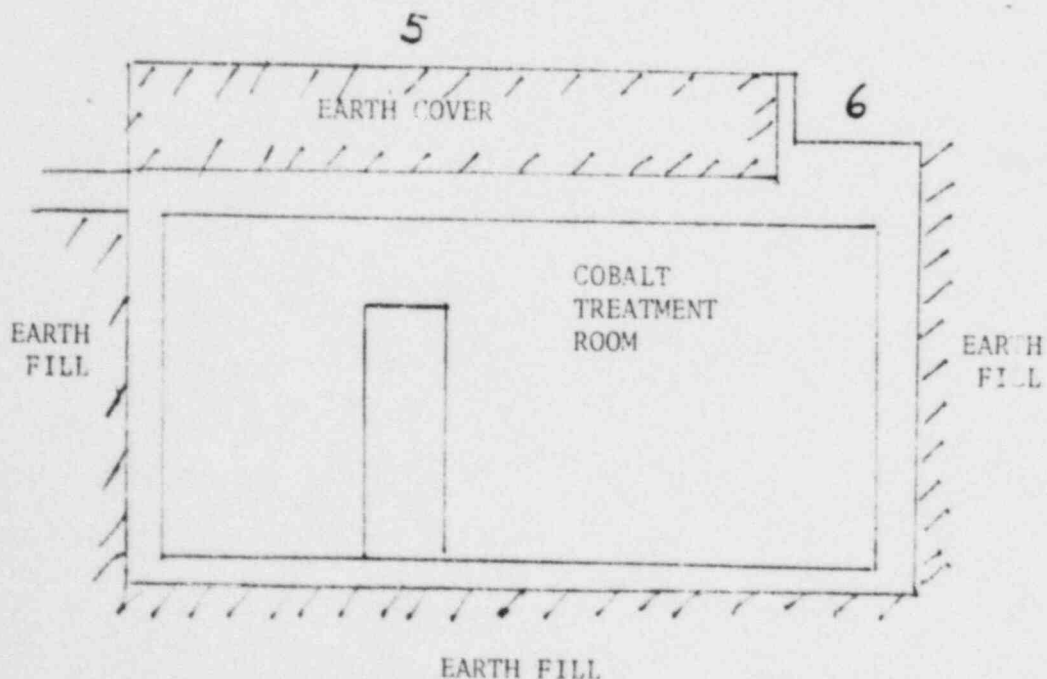 5
EARTH COVER
6
COBALT
TREATMENT
ROOM
EARTH
FILL
EARTH
FILL
EARTH FILL